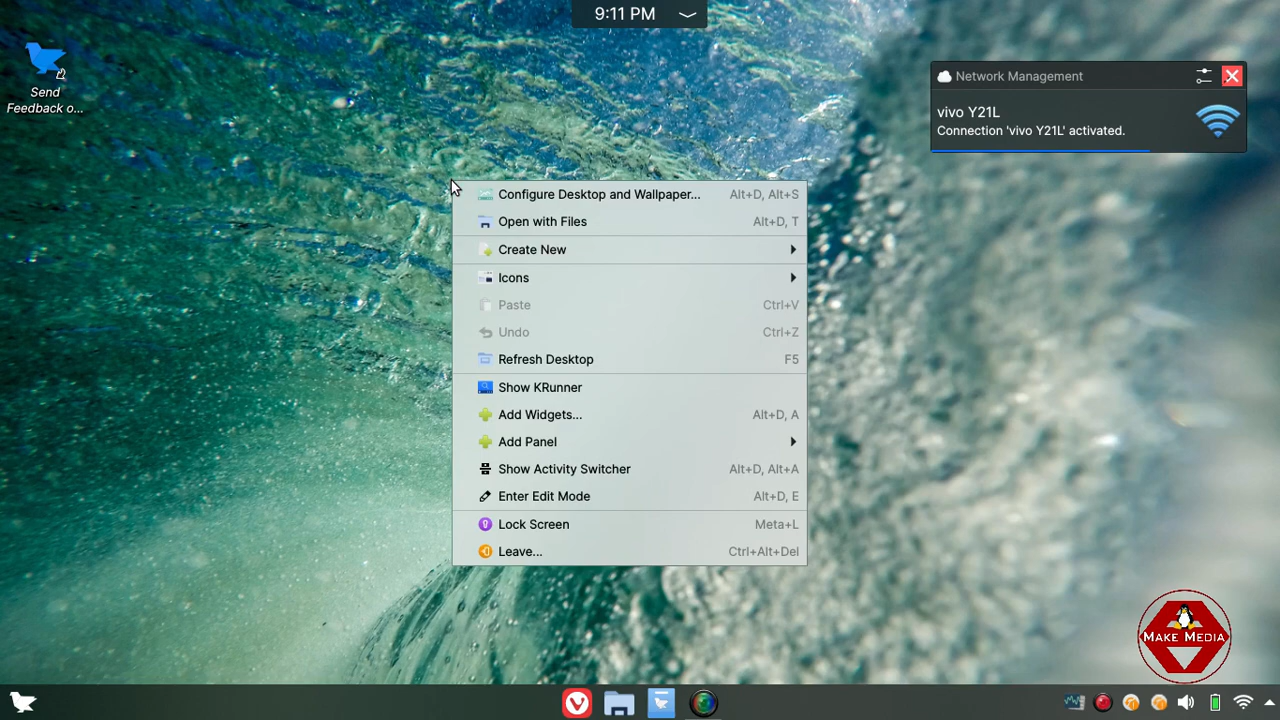 9:11 PM
Send
Feedback o...
Network Management
vivo Y21L
Connection 'vivo Y21L' activated.
Configure Desktop and Wallpaper... Alt+D, Alt+S
Open with Files Alt+D, T
Create New
Icons
Paste Ctrl+V
Undo Ctrl+Z
Refresh Desktop F5
Show KRunner
Add Widgets... Alt+D, A
Add Panel
Show Activity Switcher Alt+D, Alt+A
Enter Edit Mode Alt+D, E
Lock Screen Meta+L
Leave... Ctrl+Alt+Del
MAKE MEDIA